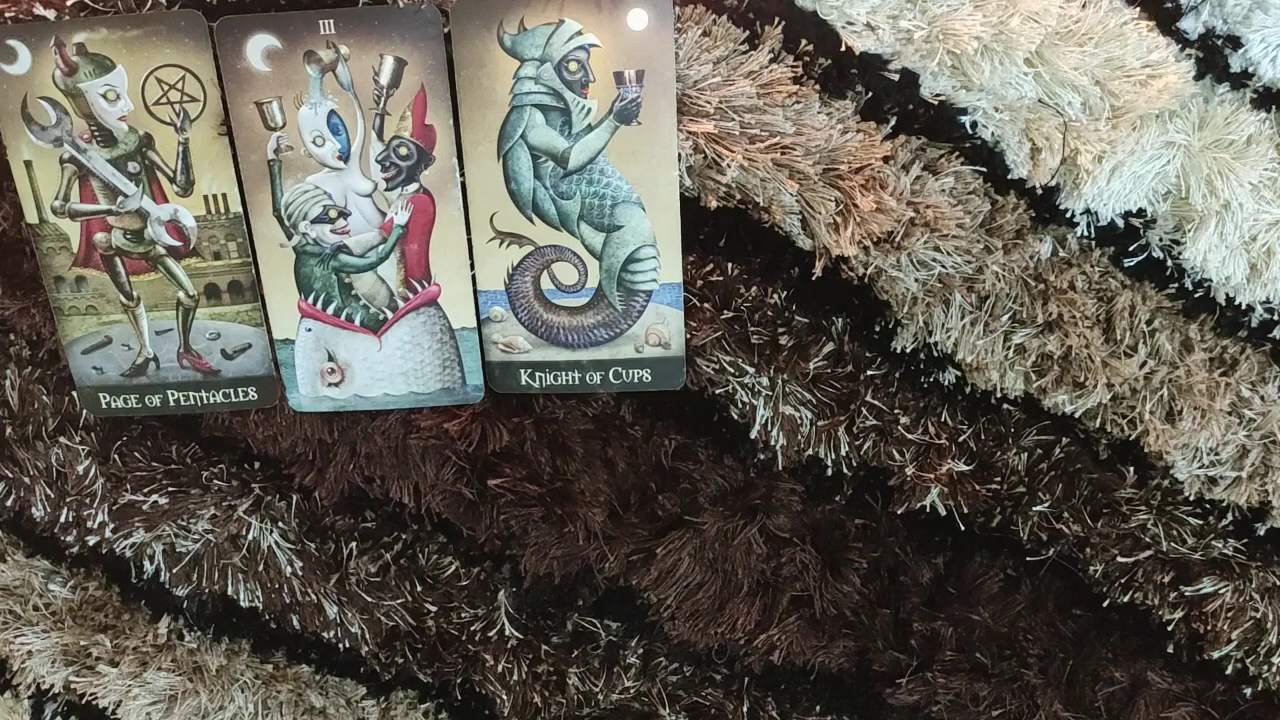 PAGE OF PENTACLES
III
KNIGHT OF CUPS